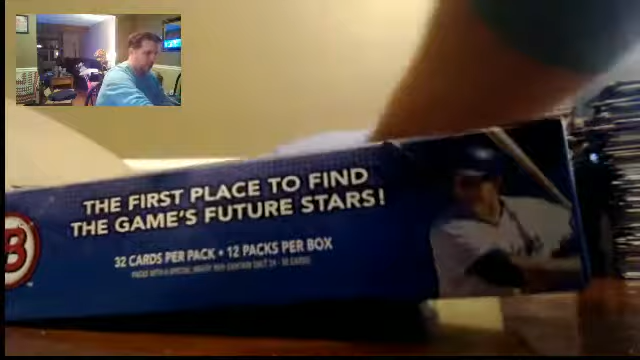 THE FIRST PLACE TO FIND
THE GAME'S FUTURE STARS!
32 CARDS PER PACK • 12 PACKS PER BOX
B